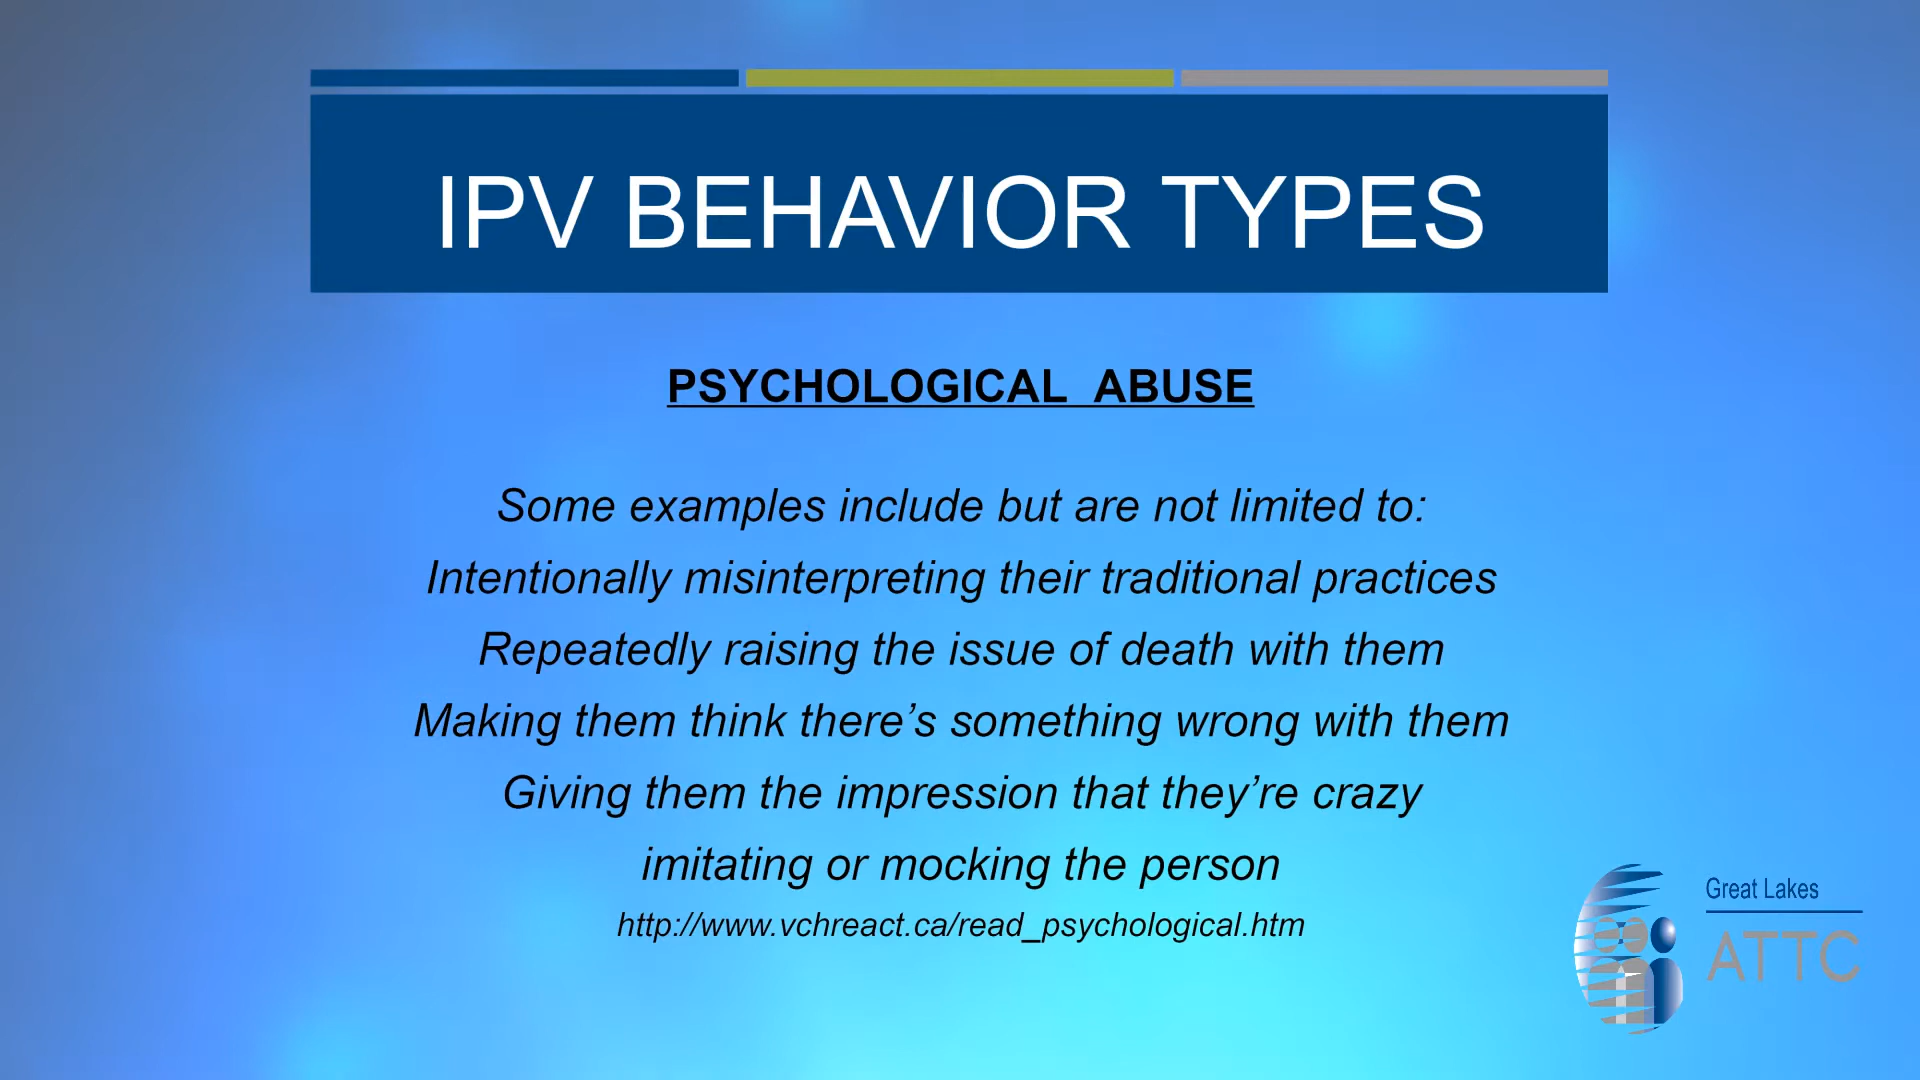 IPV BEHAVIOR TYPES
PSYCHOLOGICAL ABUSE
Some examples include but are not limited to:
Intentionally misinterpreting their traditional practices
Repeatedly raising the issue of death with them
Making them think there’s something wrong with them
Giving them the impression that they’re crazy
imitating or mocking the person
http://www.vchreact.ca/read_psychological.htm
Great Lakes
ATTC